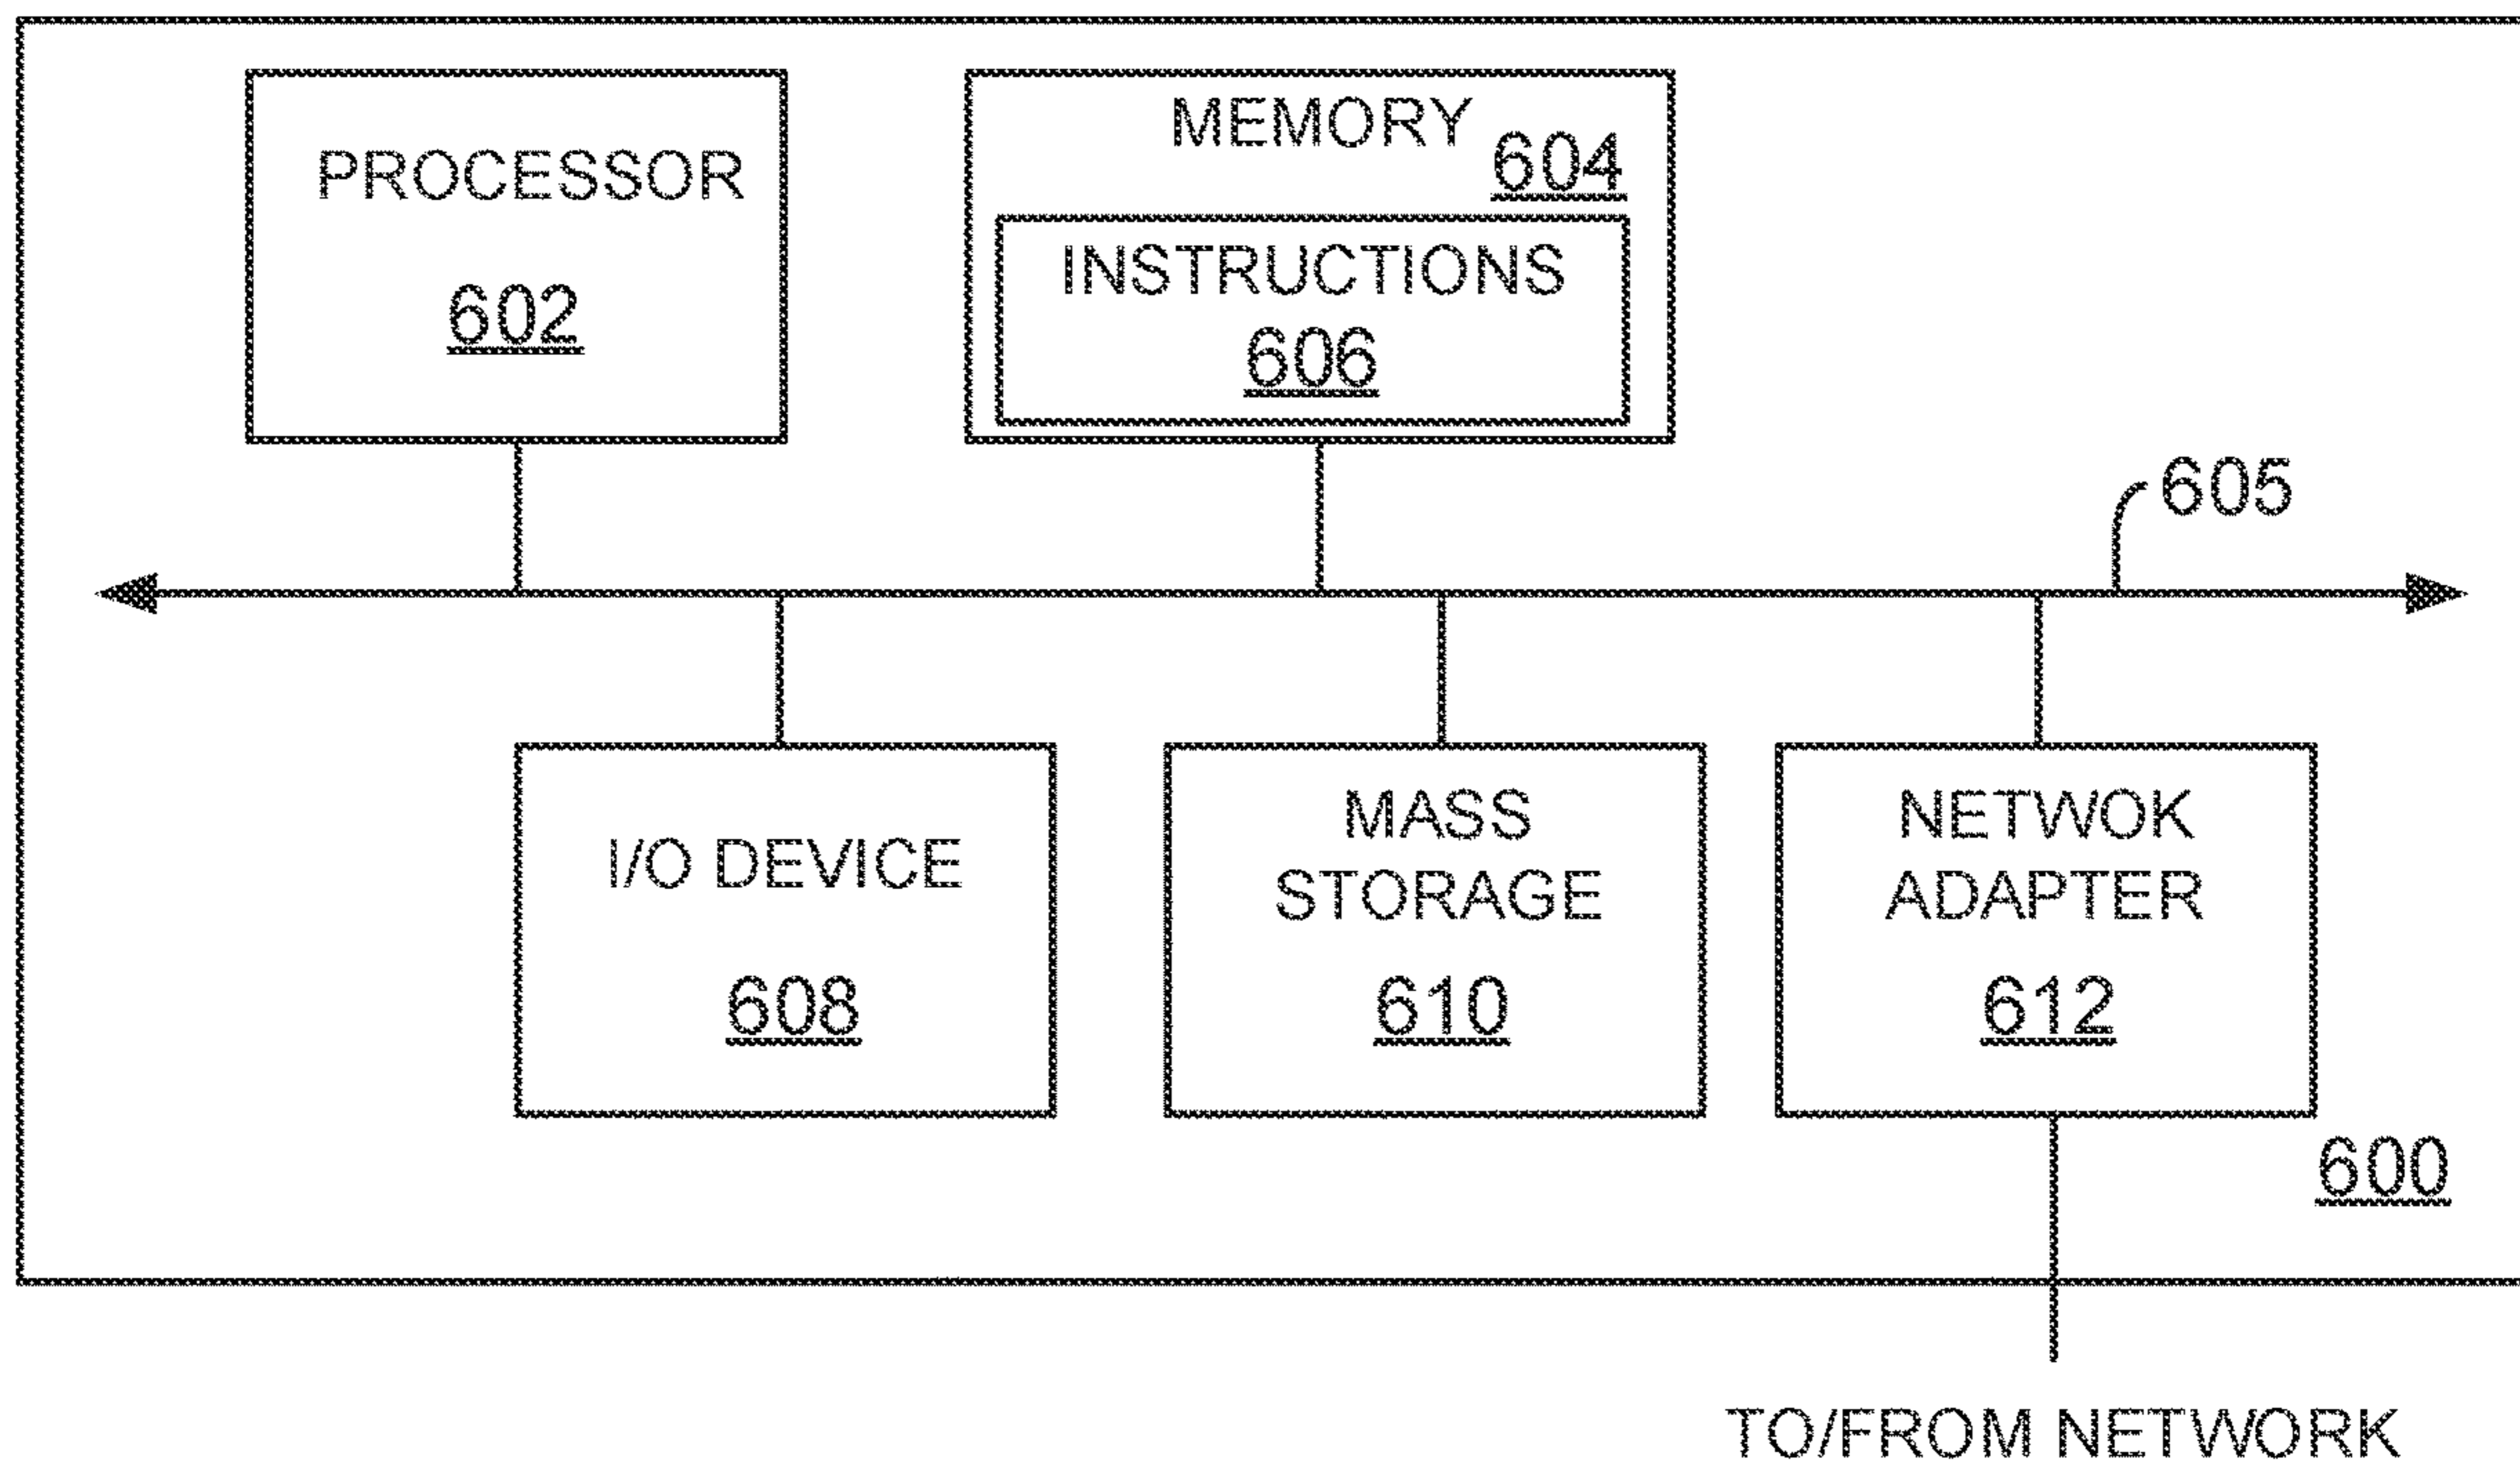 PROCESSOR
602
MEMORY
604
INSTRUCTIONS
606
605
I/O DEVICE
608
MASS
STORAGE
610
NETWOK
ADAPTER
612
600
TO/FROM NETWORK